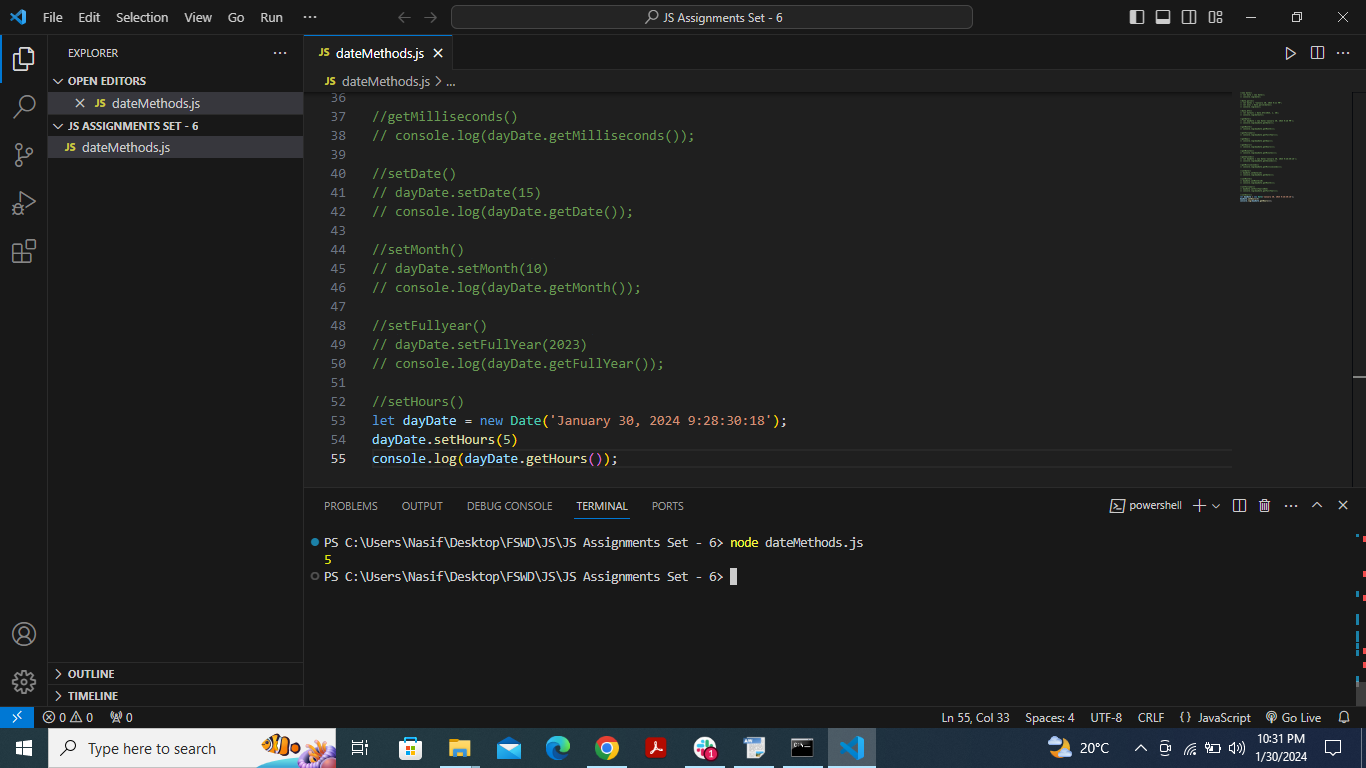 File Edit Selection View Go Run ···
JS Assignments Set - 6
EXPLORER ···
OPEN EDITORS
JS dateMethods.js
JS ASSIGNMENTS SET - 6
JS dateMethods.js
OUTLINE
TIMELINE
JS dateMethods.js
JS dateMethods.js > ...
36
37 //getMilliseconds()
38 // console.log(dayDate.getMilliseconds());
39
40 //setDate()
41 // dayDate.setDate(15)
42 // console.log(dayDate.getDate());
43
44 //setMonth()
45 // dayDate.setMonth(10)
46 // console.log(dayDate.getMonth());
47
48 //setFullyear()
49 // dayDate.setFullYear(2023)
50 // console.log(dayDate.getFullYear());
51
52 //setHours()
53 let dayDate = new Date('January 30, 2024 9:28:30:18');
54 dayDate.setHours(5)
55 console.log(dayDate.getHours());
PROBLEMS OUTPUT DEBUG CONSOLE TERMINAL PORTS
powershell
PS C:\Users\Nasif\Desktop\FSWD\JS\JS Assignments Set - 6> node dateMethods.js
5
PS C:\Users\Nasif\Desktop\FSWD\JS\JS Assignments Set - 6>
0 0 0
Ln 55, Col 33 Spaces: 4 UTF-8 CRLF {} JavaScript Go Live
Type here to search
1
20°C
10:31 PM
1/30/2024